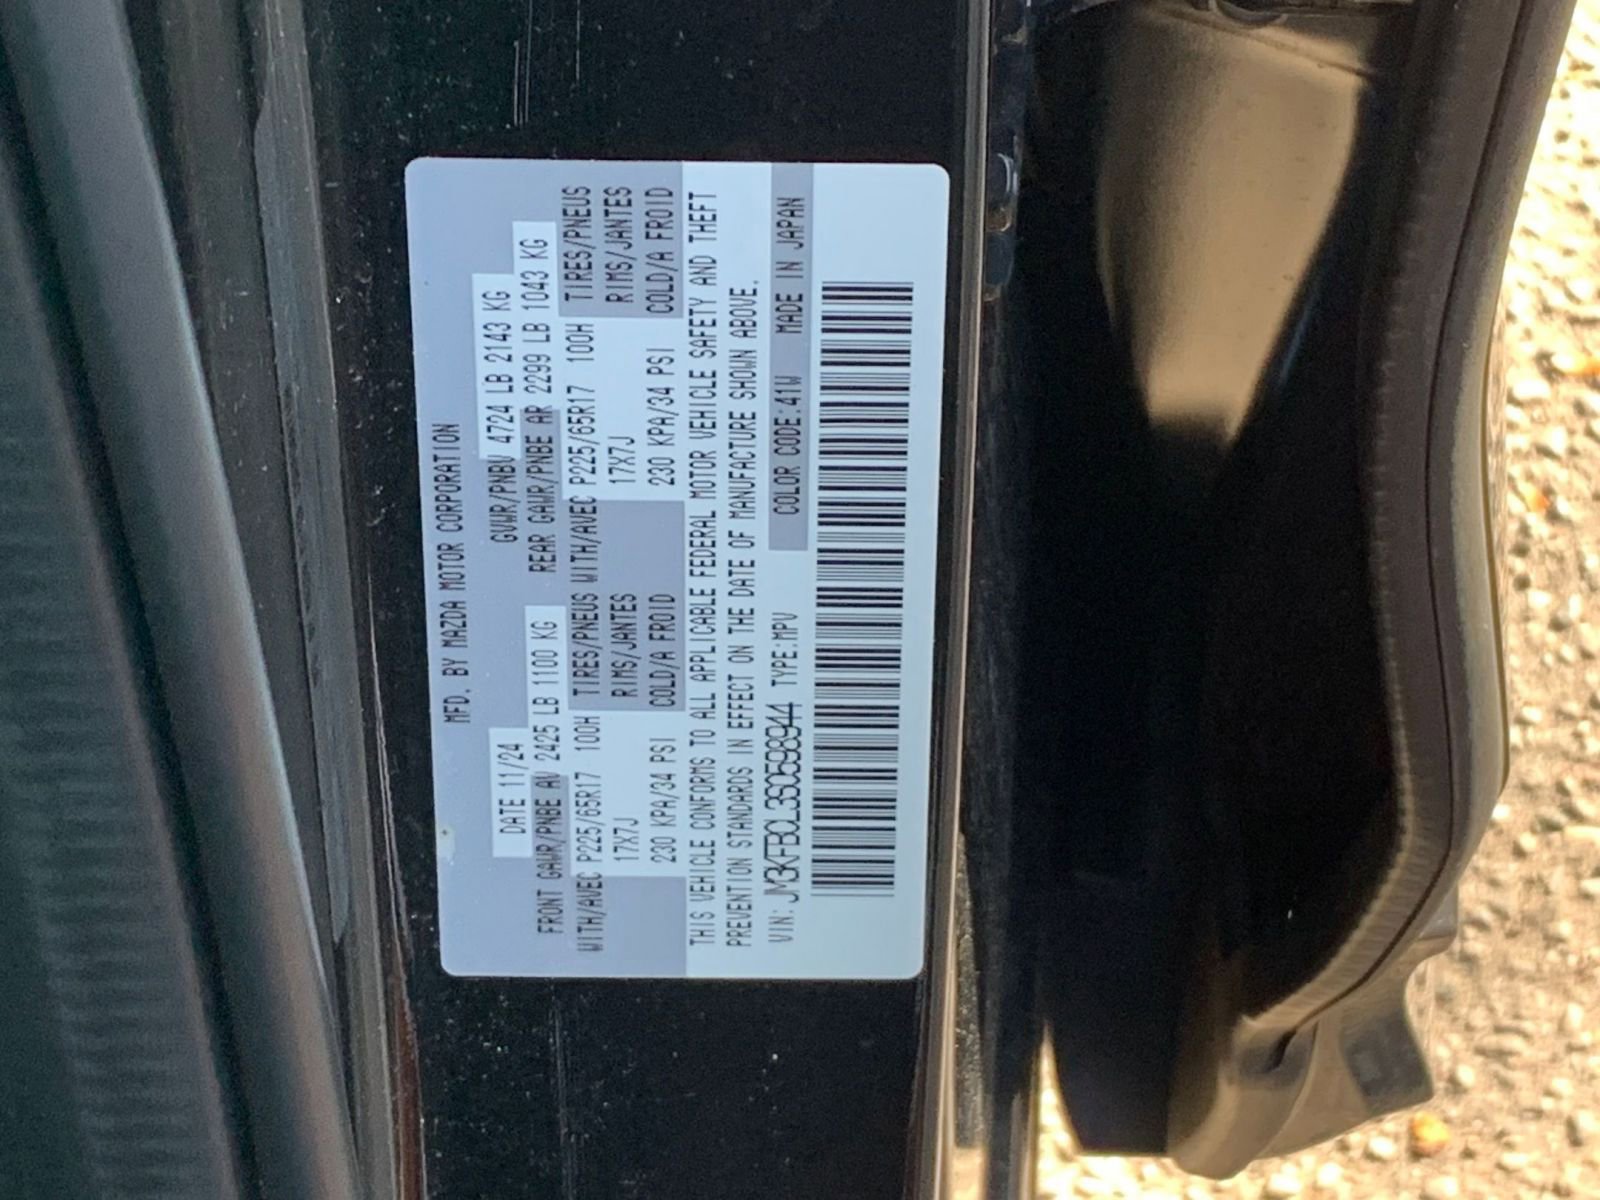 MFD. BY MAZDA MOTOR CORPORATION
DATE 11/24 GVWR/PNBV 4724 LB 2143 KG
FRONT GAWR/PNBE AV 2425 LB 1100 KG REAR GAWR/PNBE AR 2299 LB 1043 KG
WITH/AVEC P225/65R17 100H TIRES/PNEUS WITH/AVEC P225/65R17 100H TIRES/PNEUS
17X7J RIMS/JANTES 17X7J RIMS/JANTES
230 KPA/34 PSI COLD/A FROID 230 KPA/34 PSI COLD/A FROID
THIS VEHICLE CONFORMS TO ALL APPLICABLE FEDERAL MOTOR VEHICLE SAFETY AND THEFT
PREVENTION STANDARDS IN EFFECT ON THE DATE OF MANUFACTURE SHOWN ABOVE.
VIN: JM3KFBCL3S0598944 TYPE:MPV COLOR CODE:41W MADE IN JAPAN